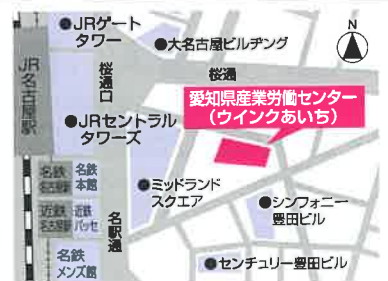 ●JRゲート
タワー
N
●大名古屋ビルヂング
JR名古屋駅
桜通口
桜通
愛知県産業労働センター
(ウインクあいち)
●JRセントラル
タワーズ
名鉄
名古屋駅
名鉄
本館
●ミッドランド
スクエア
●シンフォニー
豊田ビル
近鉄
名古屋駅
近鉄
パッセ
名駅通
名鉄
メンズ館
●センチュリー豊田ビル